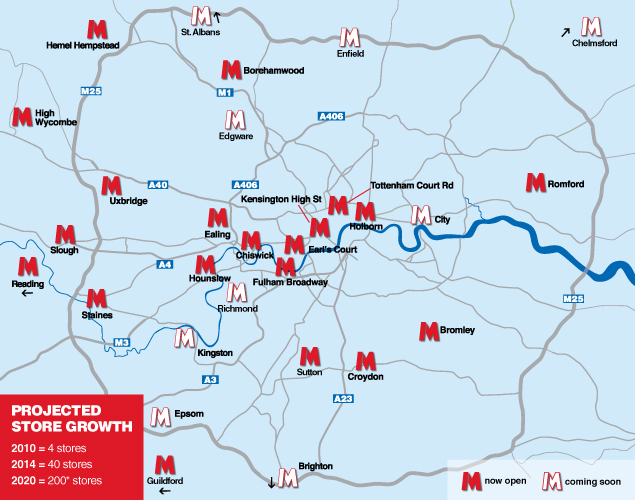 Hemel Hempstead
St. Albans
Enfield
Chelmsford
M25
Borehamwood
M1
High
Wycombe
Edgware
A406
Uxbridge
A40
A406
Kensington High St
Tottenham Court Rd
Romford
Ealing
Holborn
City
Slough
Chiswick
Earl's Court
A4
Hounslow
Fulham Broadway
Reading
Staines
Richmond
M25
M3
Kingston
Bromley
Sutton
Croydon
A3
A23
PROJECTED
STORE GROWTH
2010 = 4 stores
2014 = 40 stores
2020 = 200* stores
Epsom
Guildford
Brighton
M now open
M coming soon